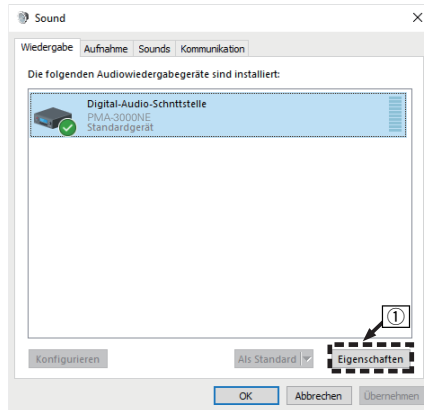 Sound
Wiedergabe Aufnahme Sounds Kommunikation
Die folgenden Audiowiedergabegeräte sind installiert:
Digital-Audio-Schnttstelle
PMA-3000NE
Standardgerät
①
Konfigurieren Als Standard Eigenschaften
OK Abbrechen Übernehmen